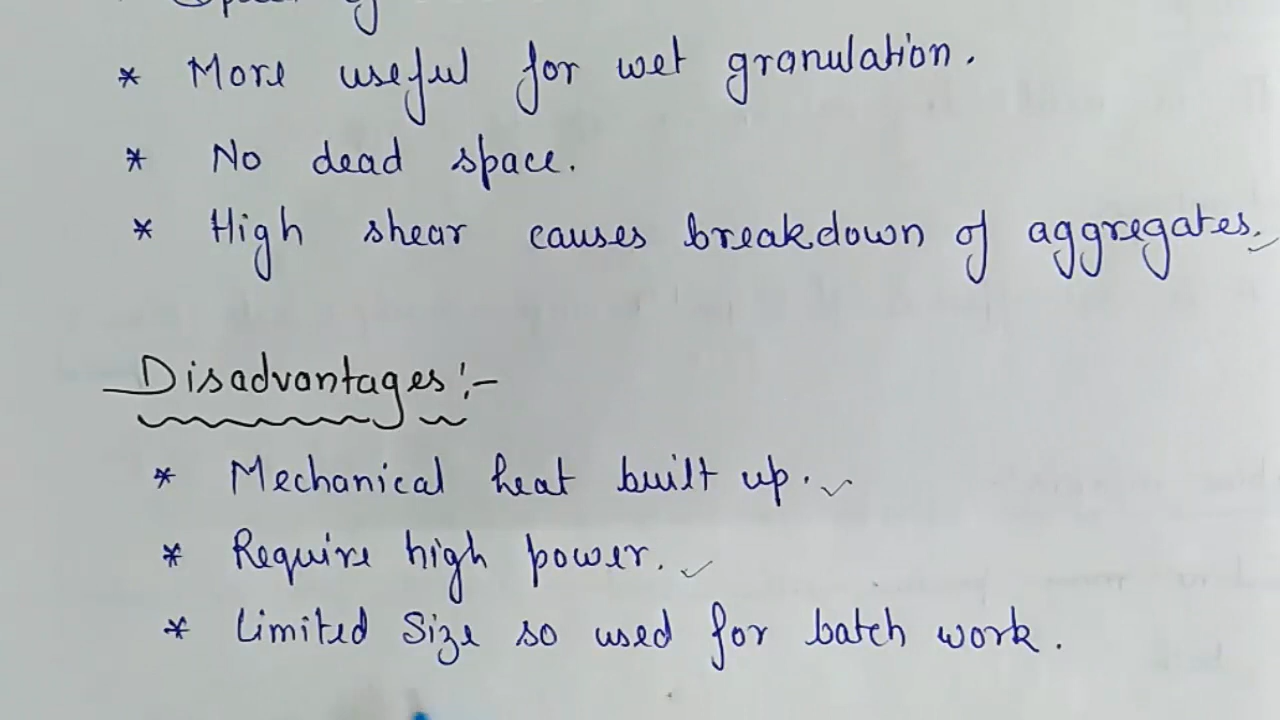 * More useful for wet granulation.
* No dead space.
* High shear causes breakdown of aggregates.
Disadvantages :-
* Mechanical heat built up.
* Require high power.
* Limited Size so used for batch work.